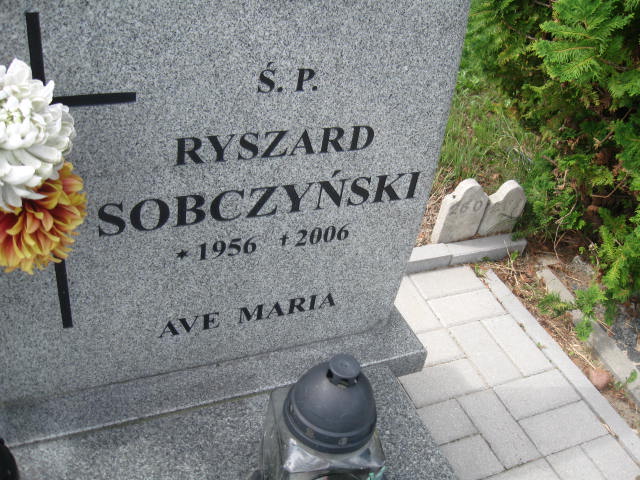 Ś. P.
RYSZARD
SOBCZYŃSKI
* 1956 † 2006
AVE MARIA
260